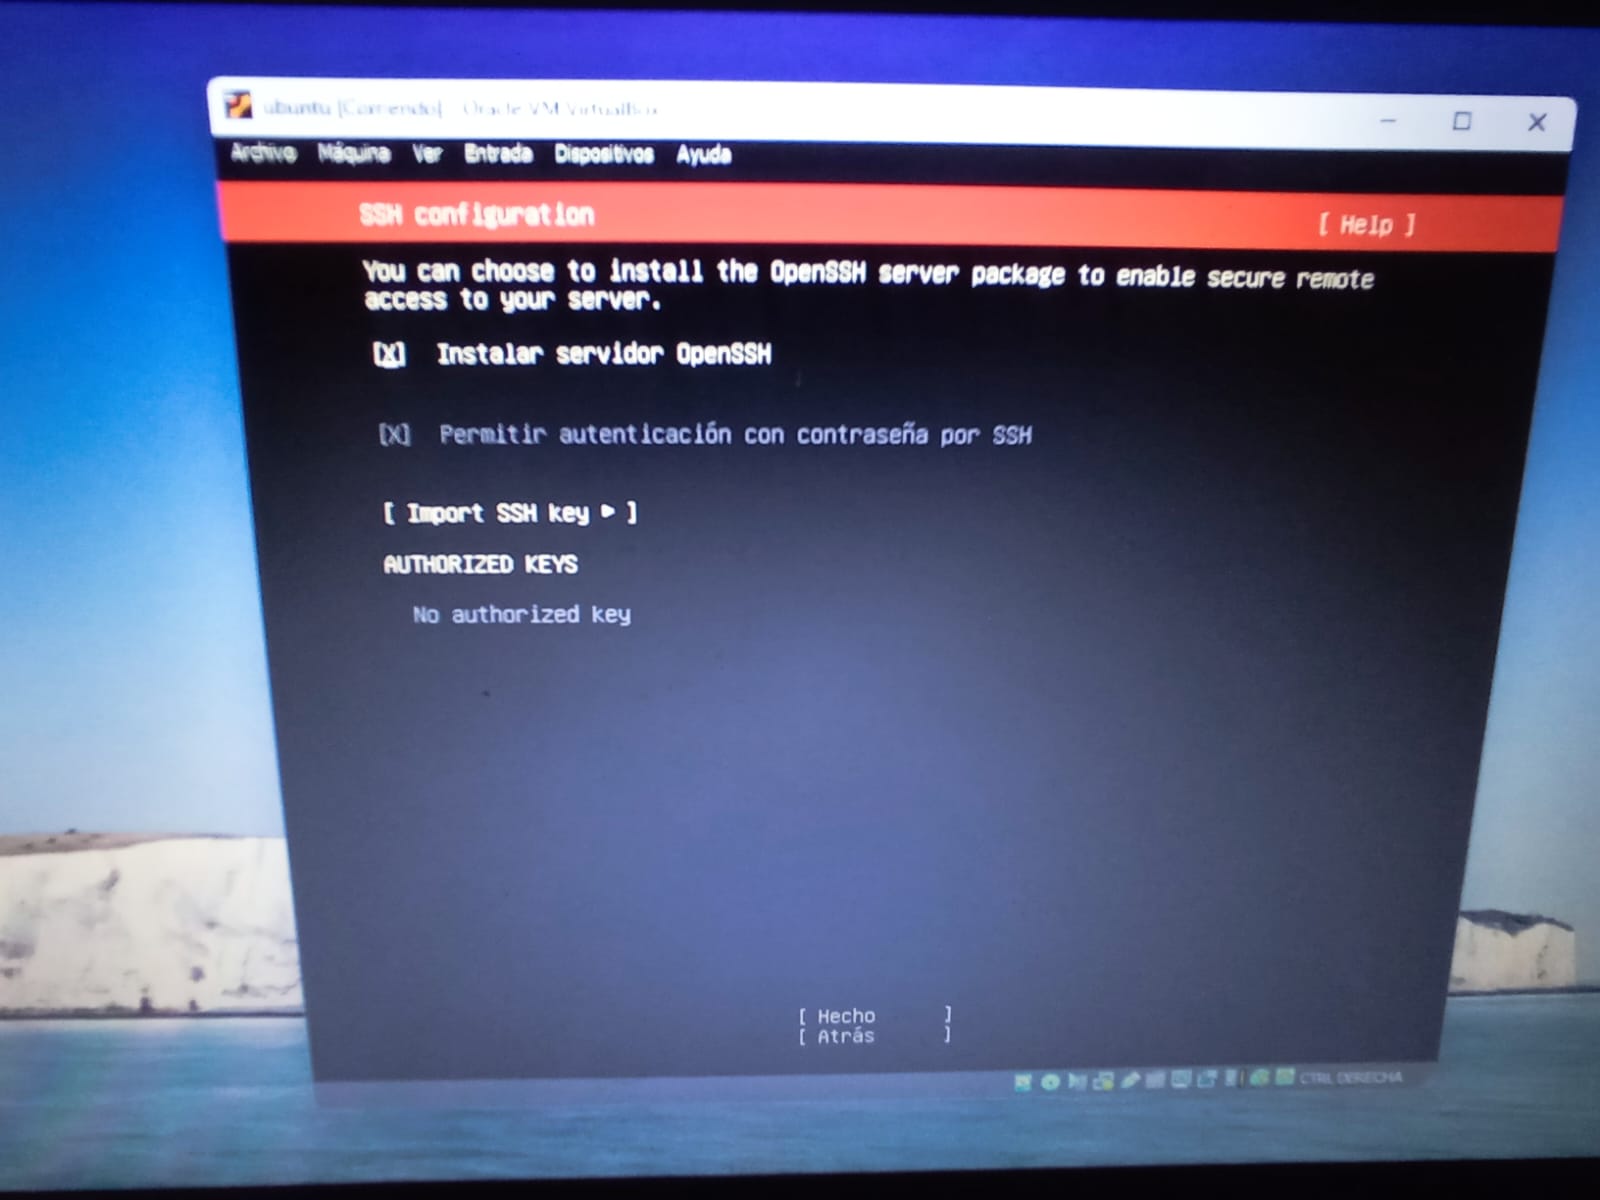 ubuntu [Corriendo] - Oracle VM VirtualBox
Archivo Máquina Ver Entrada Dispositivos Ayuda
SSH configuration [ Help ]
You can choose to install the OpenSSH server package to enable secure remote
access to your server.
[X] Instalar servidor OpenSSH
[X] Permitir autenticación con contraseña por SSH
[ Import SSH key ▸ ]
AUTHORIZED KEYS
No authorized key
[ Hecho ]
[ Atrás ]
CTRL DERECHA